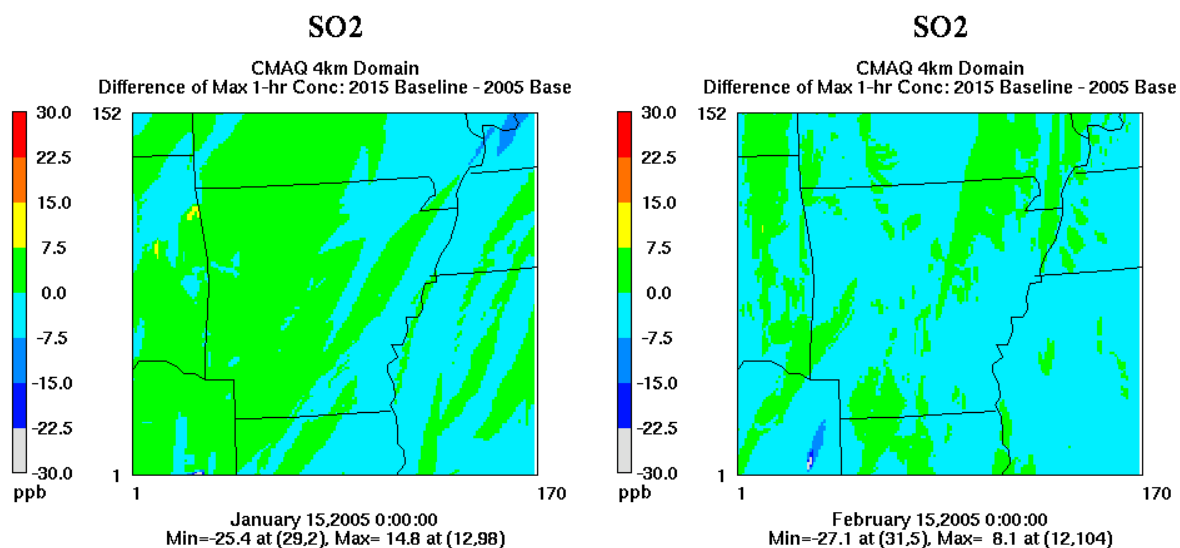 SO2
CMAQ 4km Domain
Difference of Max 1-hr Conc: 2015 Baseline - 2005 Base
30.0
22.5
15.0
7.5
0.0
-7.5
-15.0
-22.5
-30.0
ppb
152
1
1
170
January 15,2005 0:00:00
Min=-25.4 at (29,2), Max= 14.8 at (12,98)
SO2
CMAQ 4km Domain
Difference of Max 1-hr Conc: 2015 Baseline - 2005 Base
30.0
22.5
15.0
7.5
0.0
-7.5
-15.0
-22.5
-30.0
ppb
152
1
1
170
February 15,2005 0:00:00
Min=-27.1 at (31,5), Max=  8.1 at (12,104)